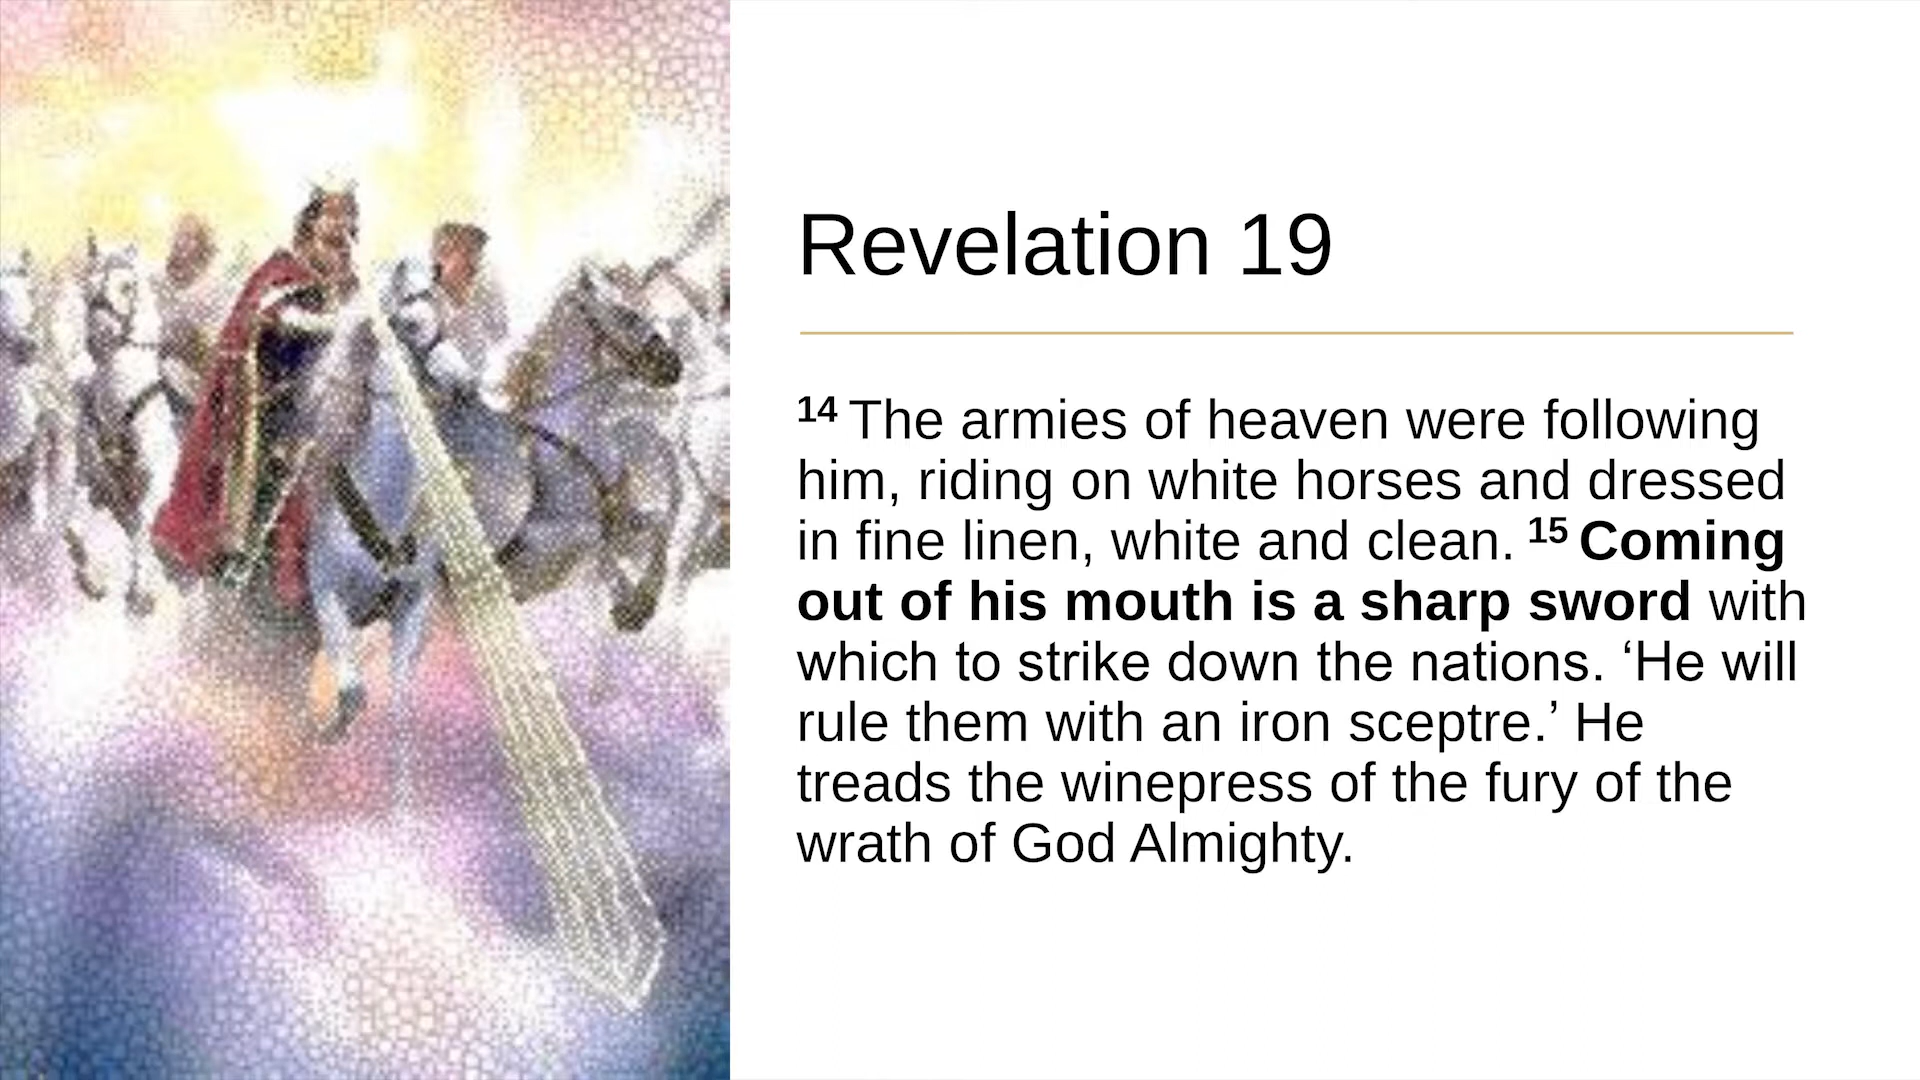 Revelation 19
14 The armies of heaven were following
him, riding on white horses and dressed
in fine linen, white and clean. 15 Coming
out of his mouth is a sharp sword with
which to strike down the nations. ‘He will
rule them with an iron sceptre.’ He
treads the winepress of the fury of the
wrath of God Almighty.